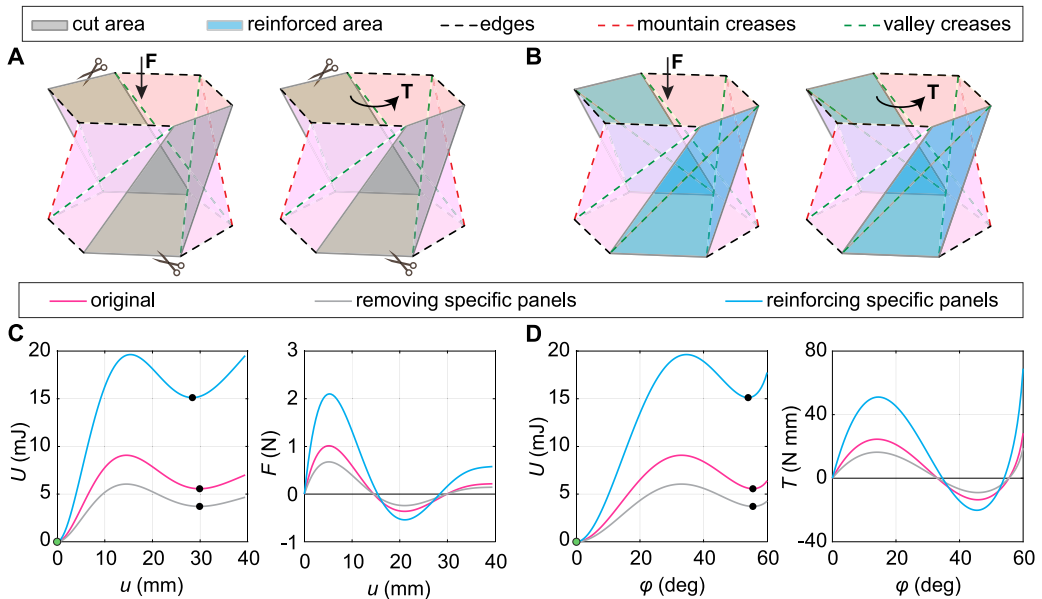 cut area reinforced area edges mountain creases valley creases
A F T B F T
original removing specific panels reinforcing specific panels
C D
U (mJ)
20
15
10
5
0
0 10 20 30 40
u (mm)
F (N)
3
2
1
0
-1
0 10 20 30 40
u (mm)
U (mJ)
20
15
10
5
0
0 20 40 60
φ (deg)
T (N mm)
80
40
0
-40
0 20 40 60
φ (deg)